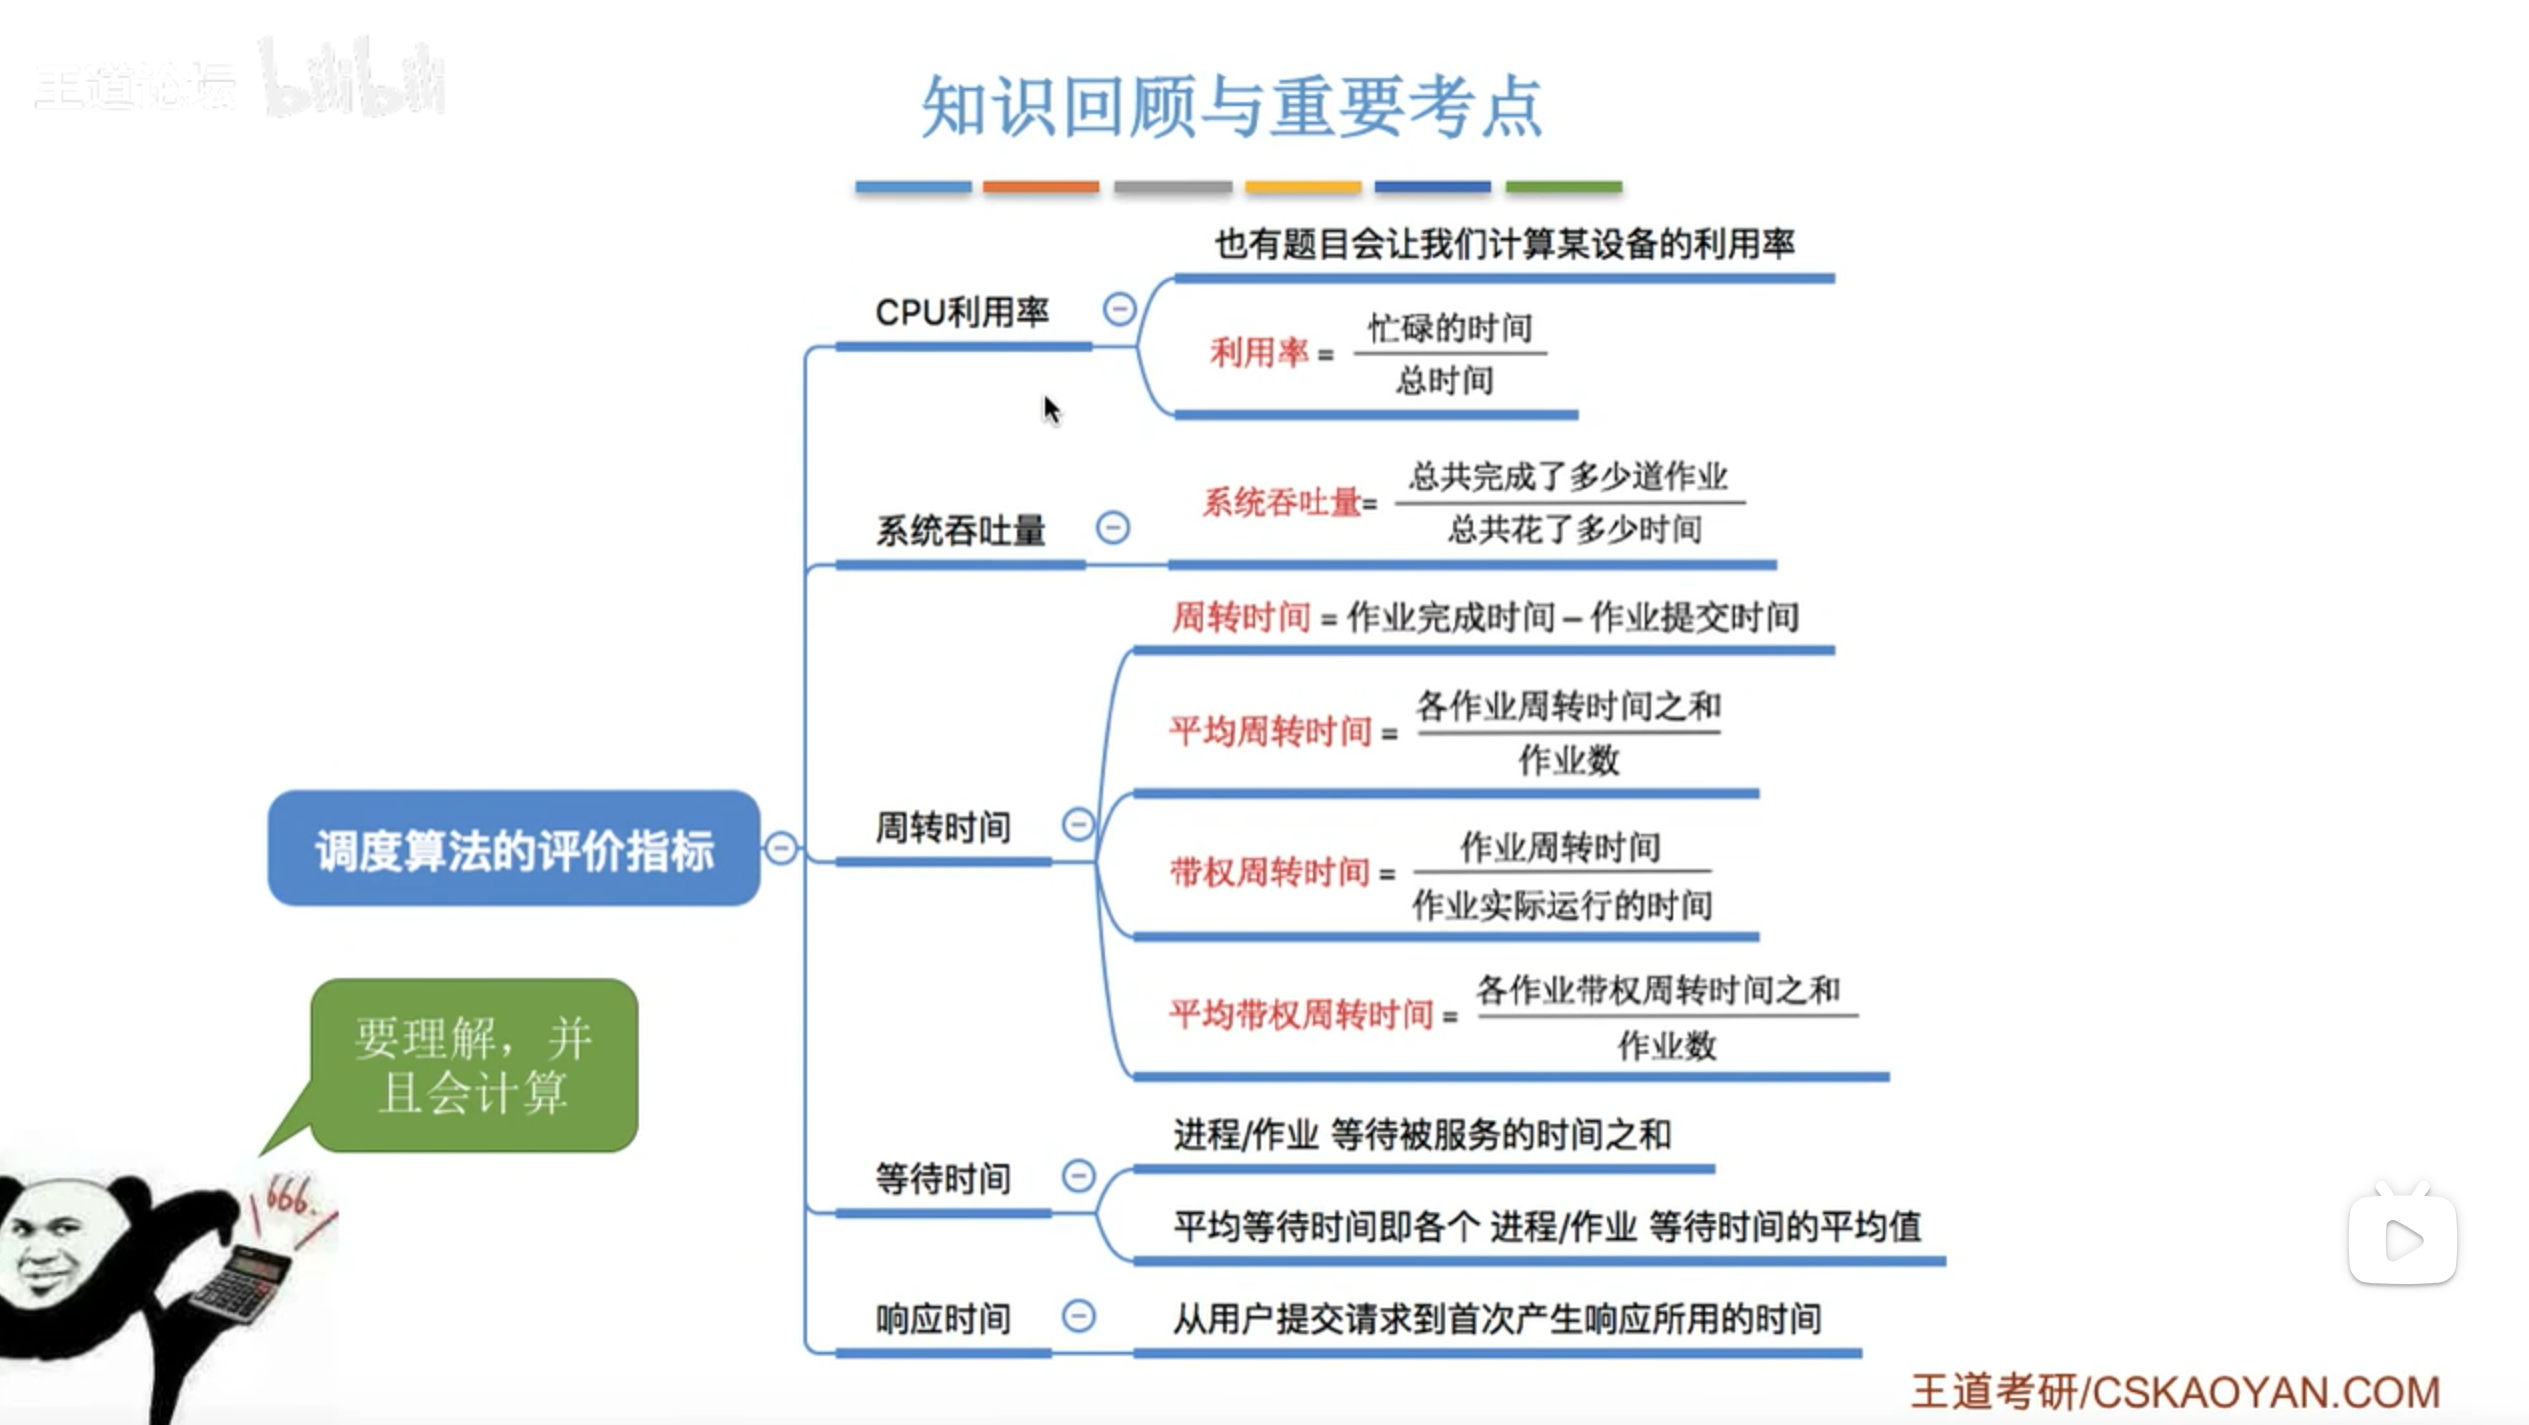 王道论坛 bilibili
知识回顾与重要考点
也有题目会让我们计算某设备的利用率
CPU利用率
利用率 = 忙碌的时间
总时间
系统吞吐量
系统吞吐量= 总共完成了多少道作业
总共花了多少时间
周转时间 = 作业完成时间 – 作业提交时间
平均周转时间 = 各作业周转时间之和
作业数
周转时间
调度算法的评价指标
带权周转时间 = 作业周转时间
作业实际运行的时间
平均带权周转时间 = 各作业带权周转时间之和
作业数
要理解，并
且会计算
进程/作业 等待被服务的时间之和
等待时间
平均等待时间即各个 进程/作业 等待时间的平均值
响应时间
从用户提交请求到首次产生响应所用的时间
666.
王道考研/CSKAOYAN.COM